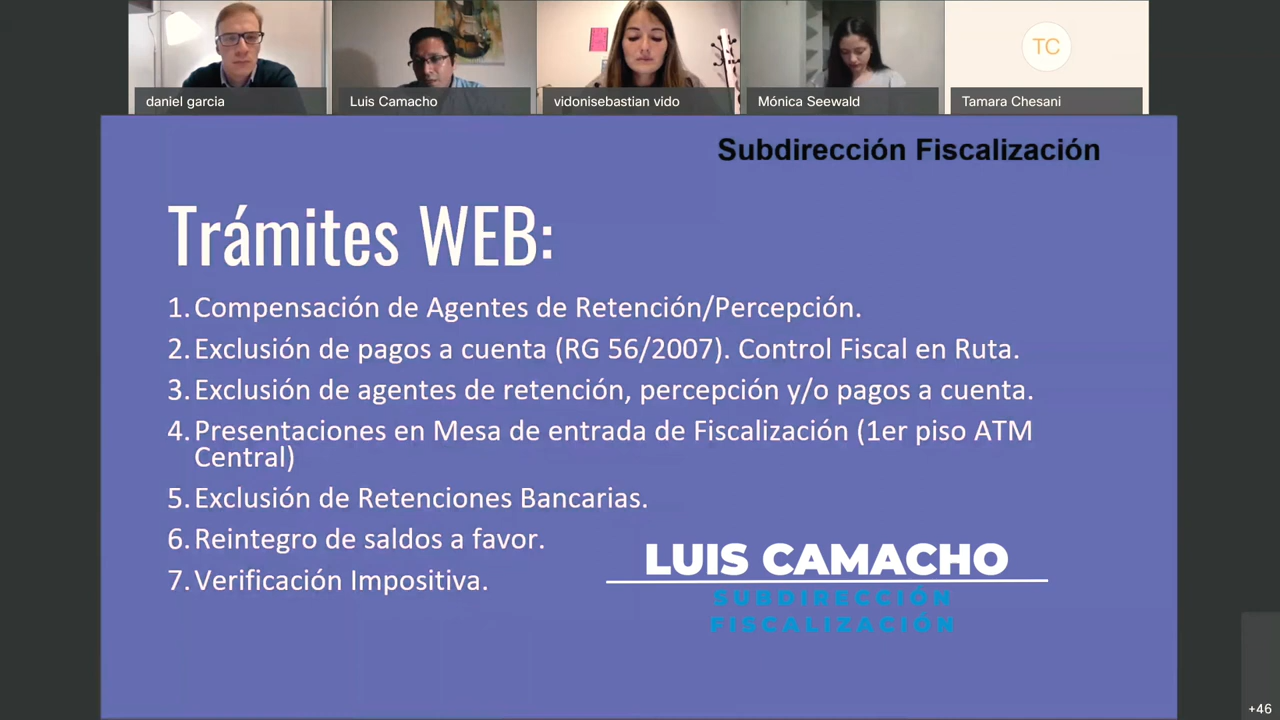 TC
daniel garcia
Luis Camacho
vidonisebastian vido
Mónica Seewald
Tamara Chesani
Subdirección Fiscalización
Trámites WEB:
1. Compensación de Agentes de Retención/Percepción.
2. Exclusión de pagos a cuenta (RG 56/2007). Control Fiscal en Ruta.
3. Exclusión de agentes de retención, percepción y/o pagos a cuenta.
4. Presentaciones en Mesa de entrada de Fiscalización (1er piso ATM
Central)
5. Exclusión de Retenciones Bancarias.
6. Reintegro de saldos a favor.
7. Verificación Impositiva.
LUIS CAMACHO
SUBDIRECCIÓN
FISCALIZACIÓN
+46